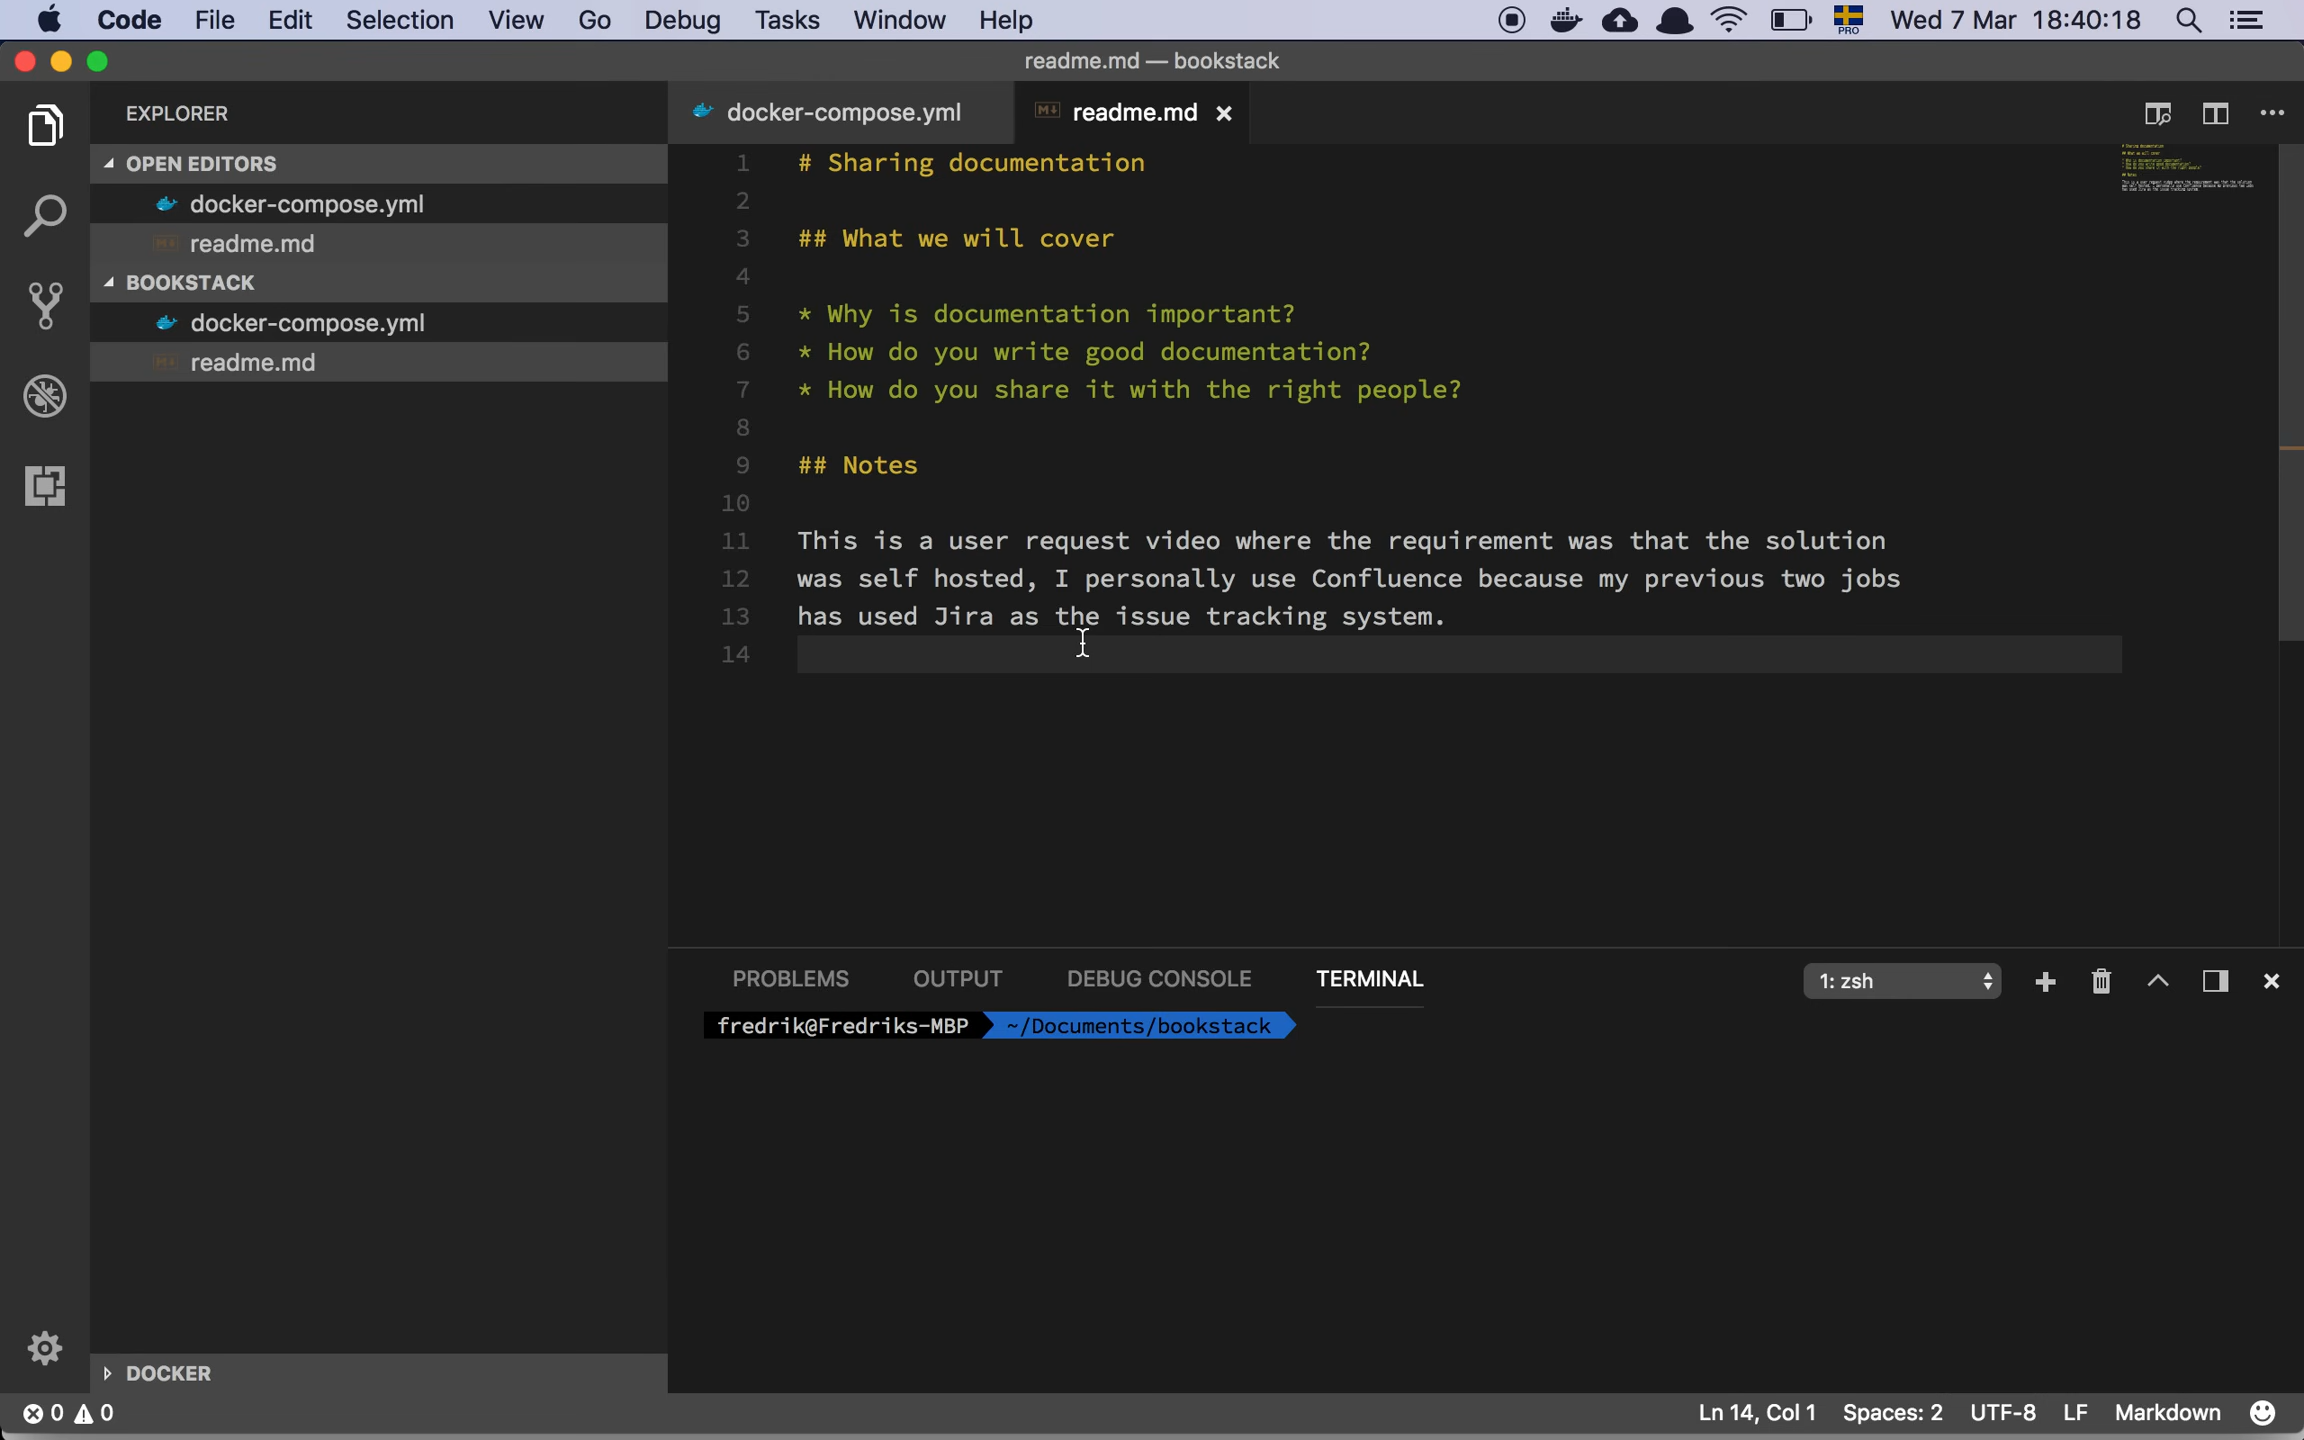 Code File Edit Selection View Go Debug Tasks Window Help PRO Wed 7 Mar 18:40:18
readme.md — bookstack
EXPLORER
OPEN EDITORS
docker-compose.yml
readme.md
BOOKSTACK
docker-compose.yml
readme.md
DOCKER
docker-compose.yml readme.md
1 # Sharing documentation
2
3 ## What we will cover
4
5 * Why is documentation important?
6 * How do you write good documentation?
7 * How do you share it with the right people?
8
9 ## Notes
10
11 This is a user request video where the requirement was that the solution
12 was self hosted, I personally use Confluence because my previous two jobs
13 has used Jira as the issue tracking system.
14
PROBLEMS OUTPUT DEBUG CONSOLE TERMINAL 1: zsh
fredrik@Fredriks-MBP ~/Documents/bookstack
0 0 Ln 14, Col 1 Spaces: 2 UTF-8 LF Markdown